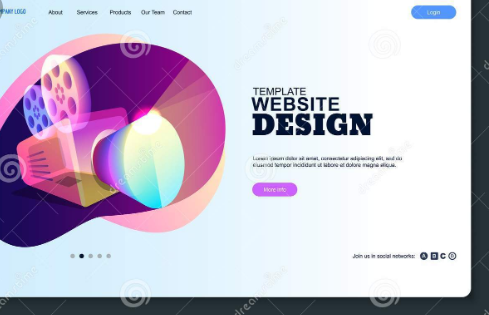 MPANY LOGO
About Services Products Our Team Contact
Login
TEMPLATE
WEBSITE
DESIGN
Lorem ipsum dolor sit amet, consectetur adipiscing elit, sed do
eiusmod tempor incididunt ut labore et dolore magna aliqua.
More info
Join us in social networks: A B C D